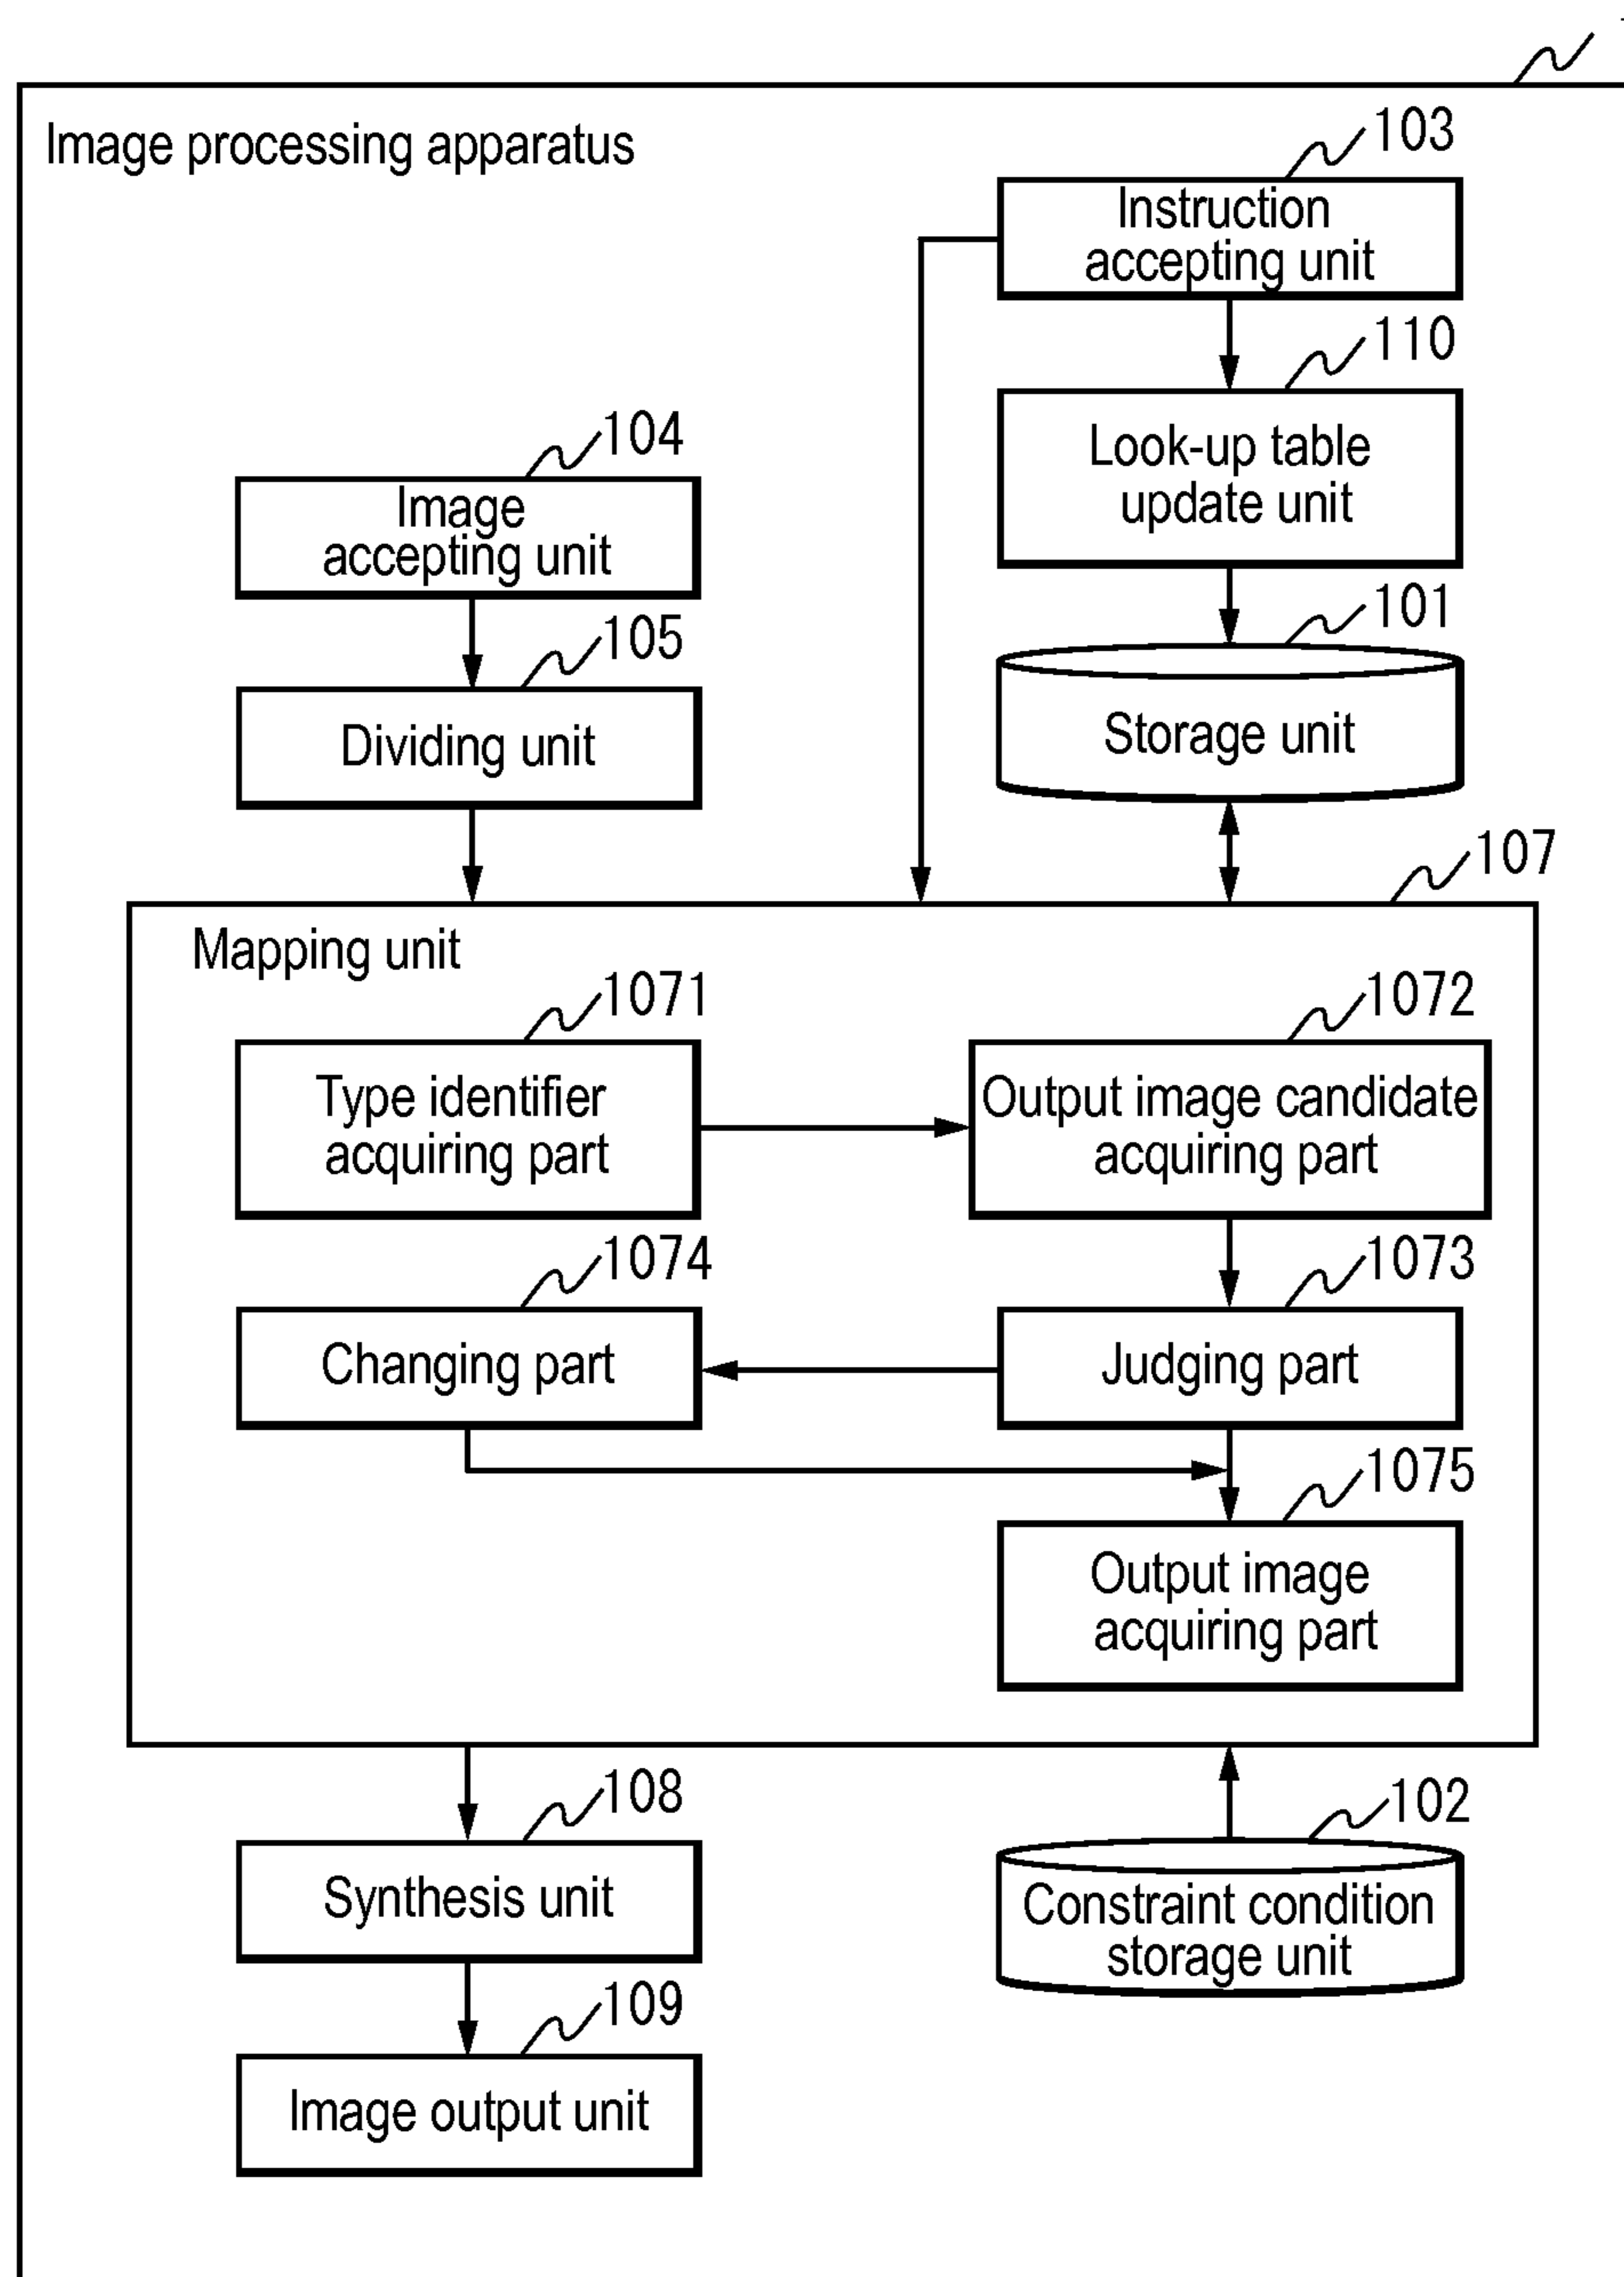 Image processing apparatus
103
Instruction
accepting unit
110
Look-up table
update unit
104
Image
accepting unit
101
Storage unit
105
Dividing unit
107
Mapping unit
1071
Type identifier
acquiring part
1072
Output image candidate
acquiring part
1074
Changing part
1073
Judging part
1075
Output image
acquiring part
108
Synthesis unit
102
Constraint condition
storage unit
109
Image output unit